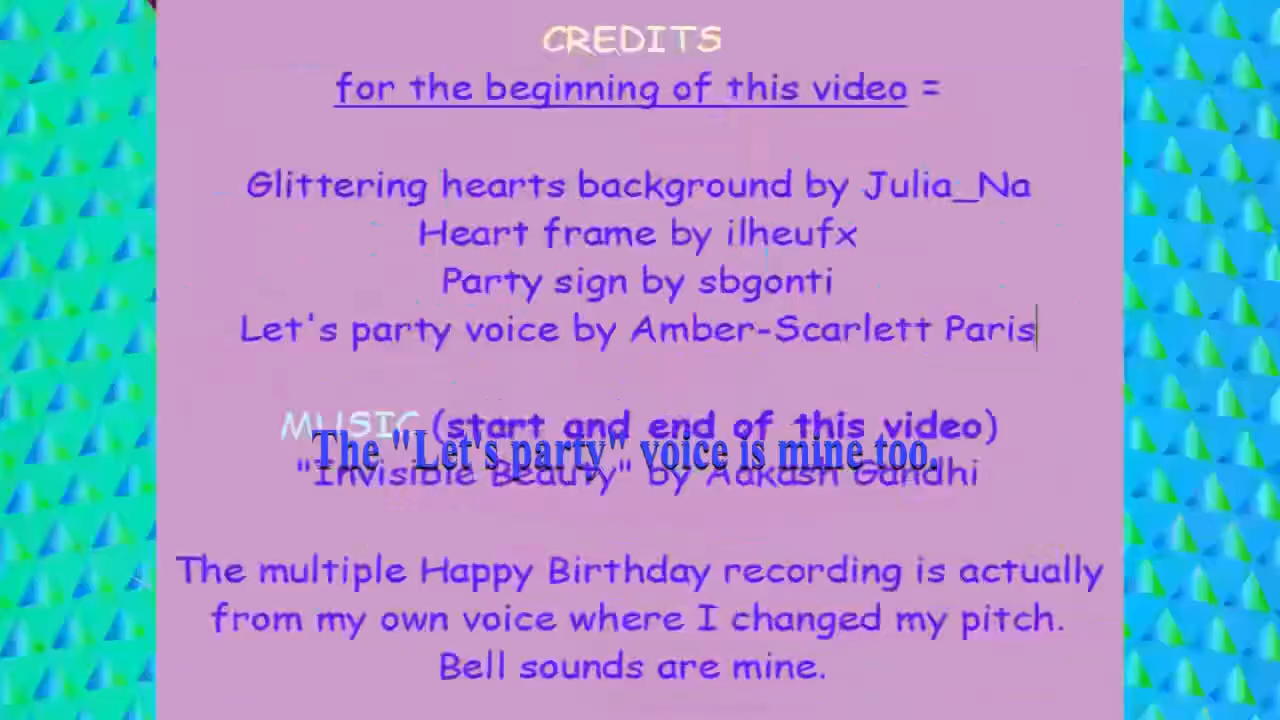 CREDITS
for the beginning of this video =
Glittering hearts background by Julia_Na
Heart frame by ilheufx
Party sign by sbgonti
Let's party voice by Amber-Scarlett Paris
MUSIC (start and end of this video)
The "Let's party" voice is mine too.
"Invisible Beauty" by Aakash Gandhi
The multiple Happy Birthday recording is actually
from my own voice where I changed my pitch.
Bell sounds are mine.